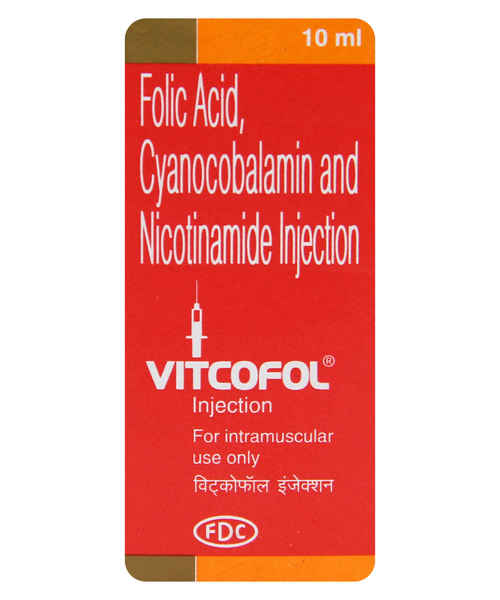 10 ml
Folic Acid,
Cyanocobalamin and
Nicotinamide Injection
VITCOFOL®
Injection
For intramuscular
use only
विट्कोफॉल इंजेक्शन
FDC